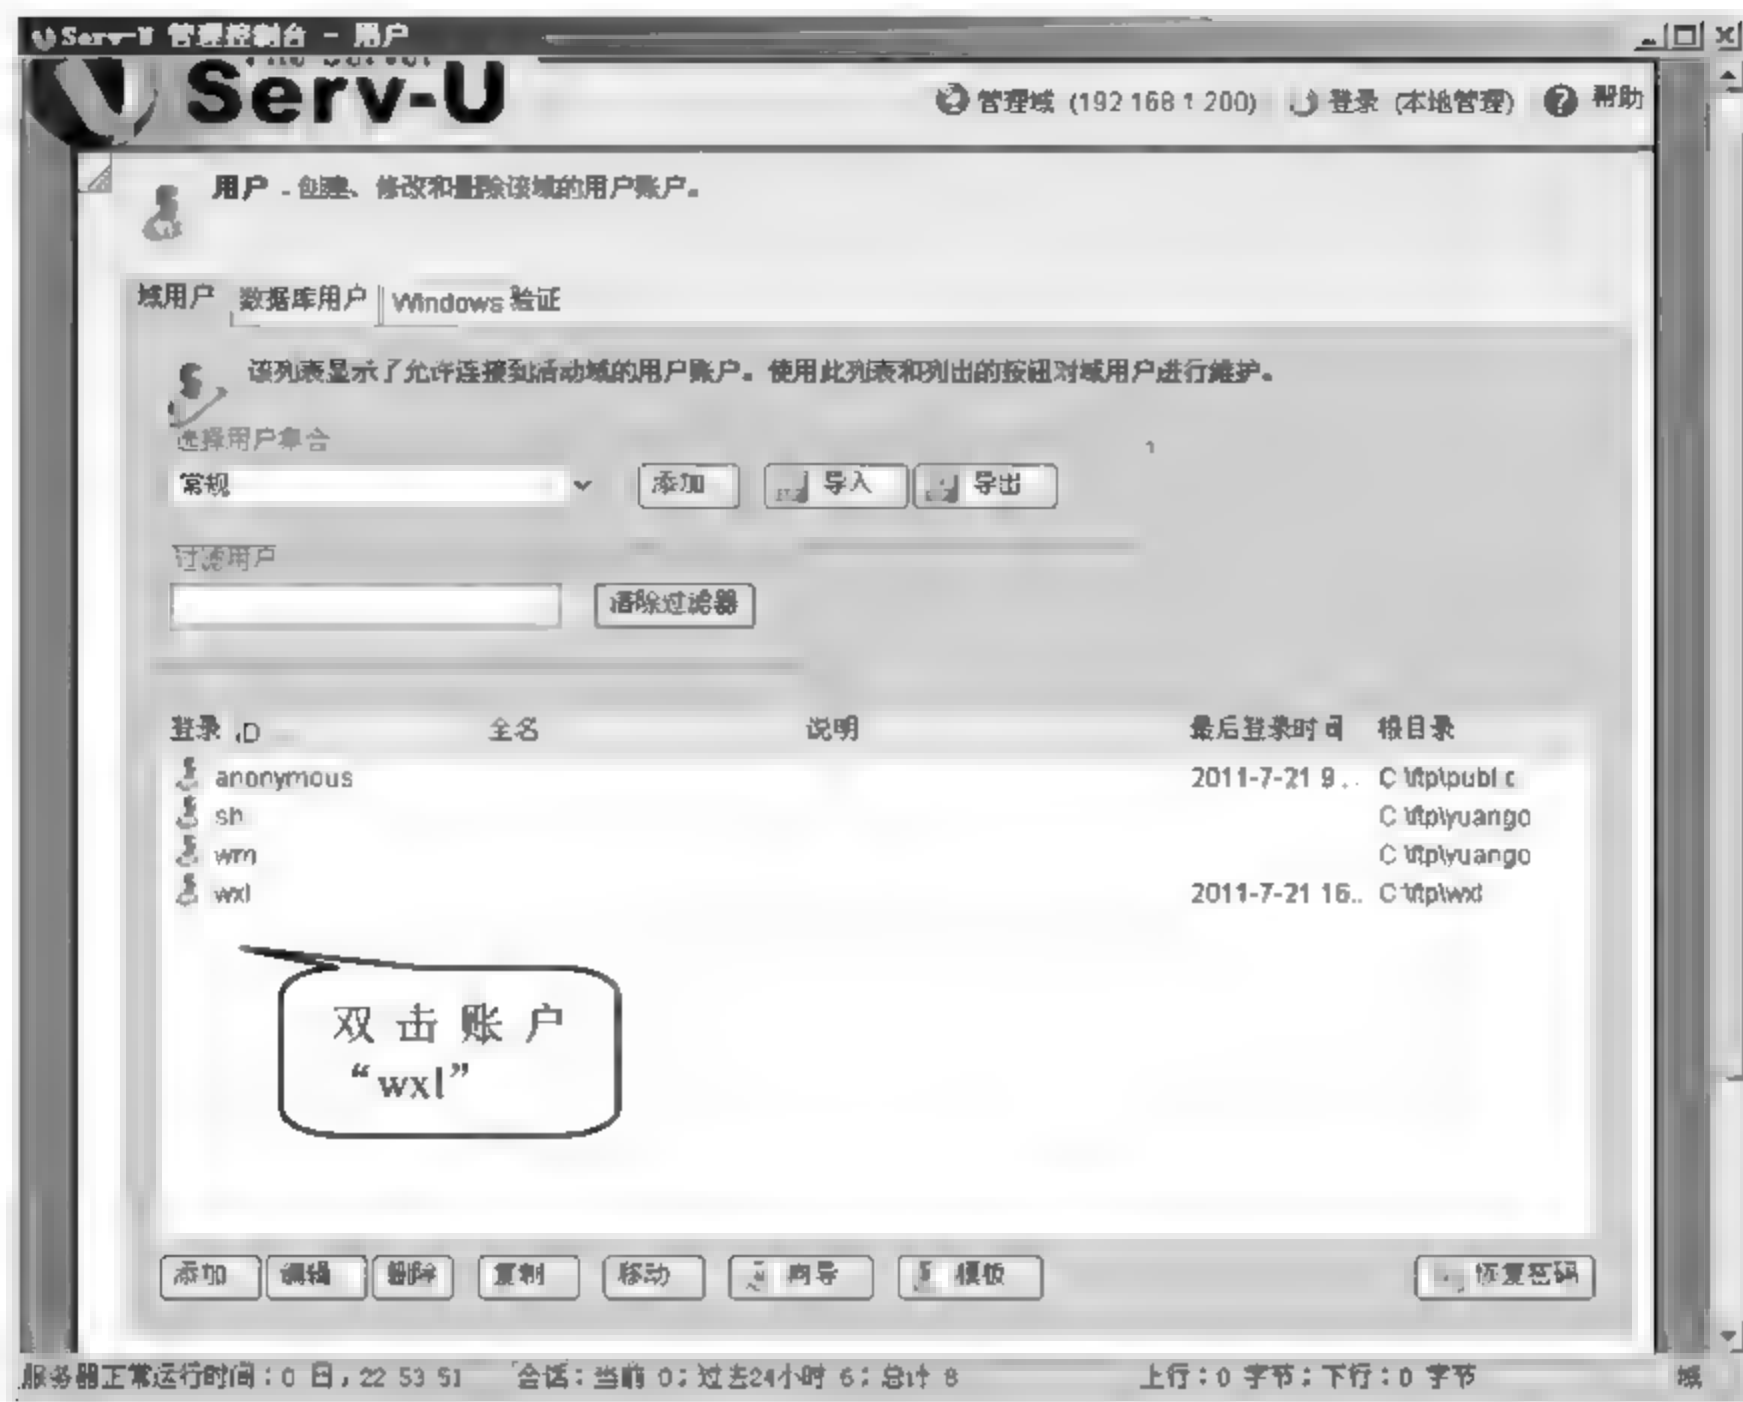 Serv-U 管理控制台 - 用户
Serv-U
管理域 (192 168 1 200) 登录 (本地管理) 帮助
用户 - 创建、修改和删除该域的用户账户。
域用户 数据库用户 Windows 验证
该列表显示了允许连接到活动域的用户账户。使用此列表和列出的按钮对域用户进行维护。
选择用户集合
常规 添加 导入 导出
过滤用户
清除过滤器
登录 ID 全名 说明 最后登录时间 根目录
anonymous 2011-7-21 9..
sh C:\ftp\yuango
wm C:\ftp\yuango
wxl 2011-7-21 16.. C:\ftp\wxl
双击账户
“wxl”
添加 编辑 删除 复制 移动 向导 模板 恢复密码
服务器正常运行时间：0 日，22 53 51 会话：当前 0；过去24小时 6；总计 8 上行：0 字节；下行：0 字节 域